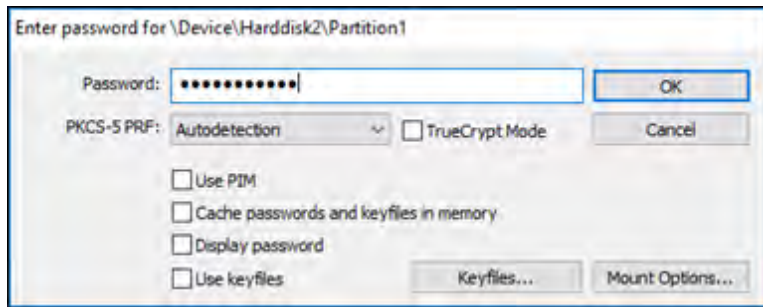 Enter password for \Device\Harddisk2\Partition1
Password: ●●●●●●●●●●● OK
PKCS-5 PRF: Autodetection TrueCrypt Mode Cancel
Use PIM
Cache passwords and keyfiles in memory
Display password
Use keyfiles Keyfiles... Mount Options...